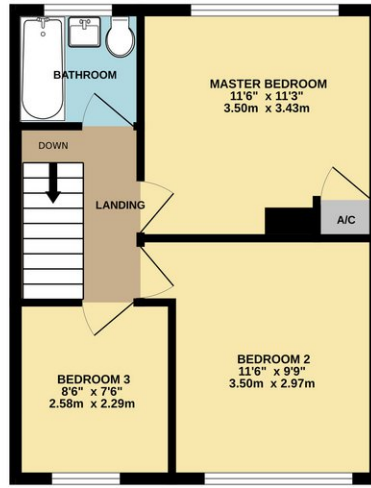 BATHROOM
MASTER BEDROOM
11'6" x 11'3"
3.50m x 3.43m
DOWN
LANDING
A/C
BEDROOM 2
11'6" x 9'9"
3.50m x 2.97m
BEDROOM 3
8'6" x 7'6"
2.58m x 2.29m